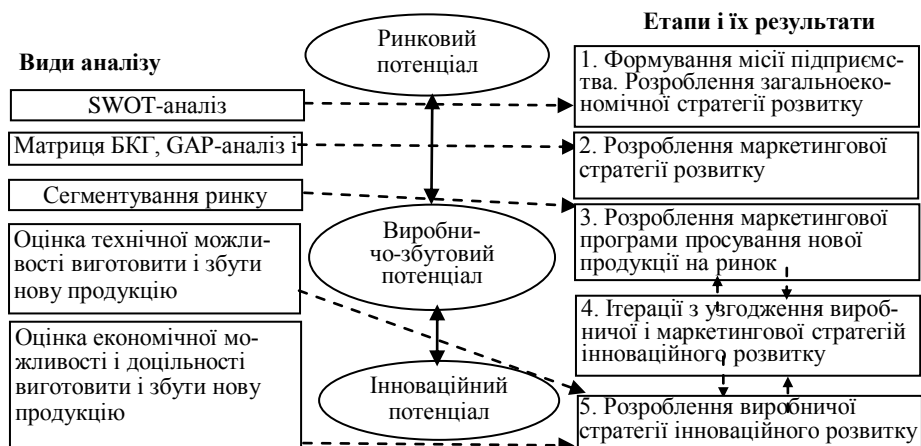 Види аналізу
SWOT-аналіз
Матриця БКГ, GAP-аналіз і
Сегментування ринку
Оцінка технічної можли-
вості виготовити і збути
нову продукцію
Оцінка економічної мо-
жливості і доцільності
виготовити і збути нову
продукцію
Ринковий
потенціал
Виробни-
чо-збутовий
потенціал
Інноваційний
потенціал
Етапи і їх результати
1. Формування місії підприємс-
тва. Розроблення загальноеко-
номічної стратегії розвитку
2. Розроблення маркетингової
стратегії розвитку
3. Розроблення маркетингової
програми просування нової
продукції на ринок
4. Ітерації з узгодження вироб-
ничої і маркетингової стратегій
інноваційного розвитку
5. Розроблення виробничої
стратегії інноваційного розвитку